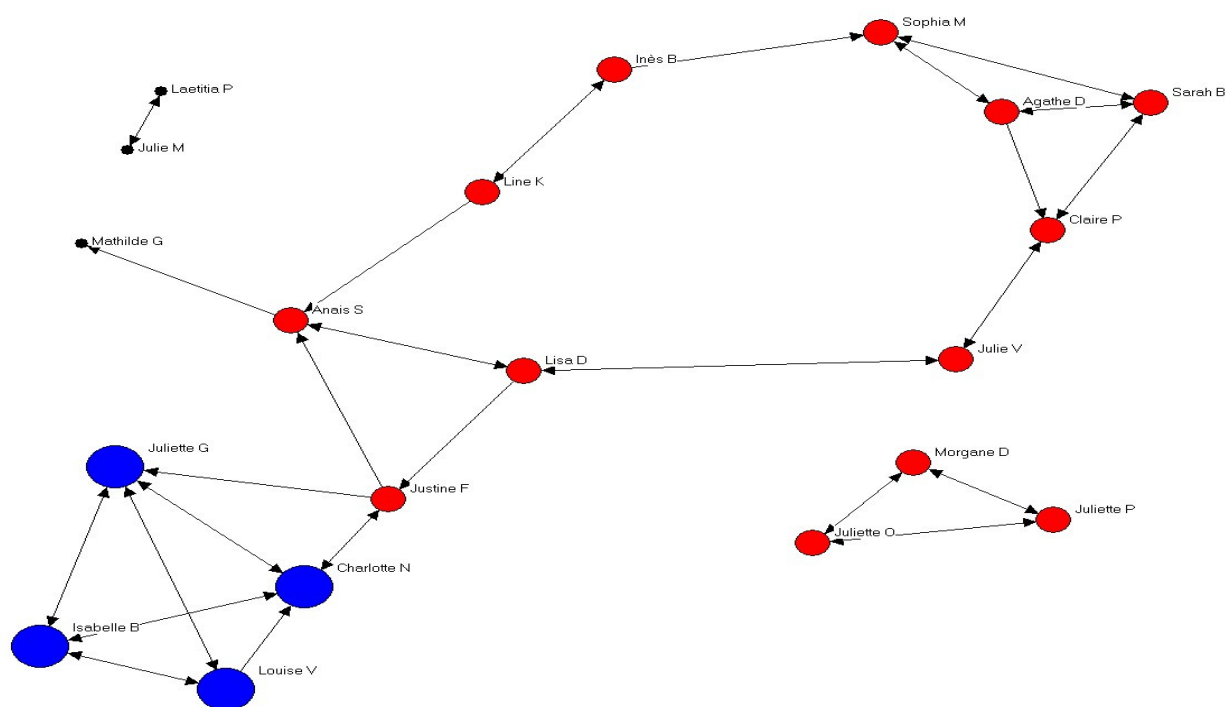 Sophia M
Inès B
Laetitia P
Agathe D
Sarah B
Julie M
Line K
Claire P
Mathilde G
Anais S
Julie V
Lisa D
Juliette G
Morgane D
Justine F
Juliette P
Juliette O
Charlotte N
Isabelle B
Louise V